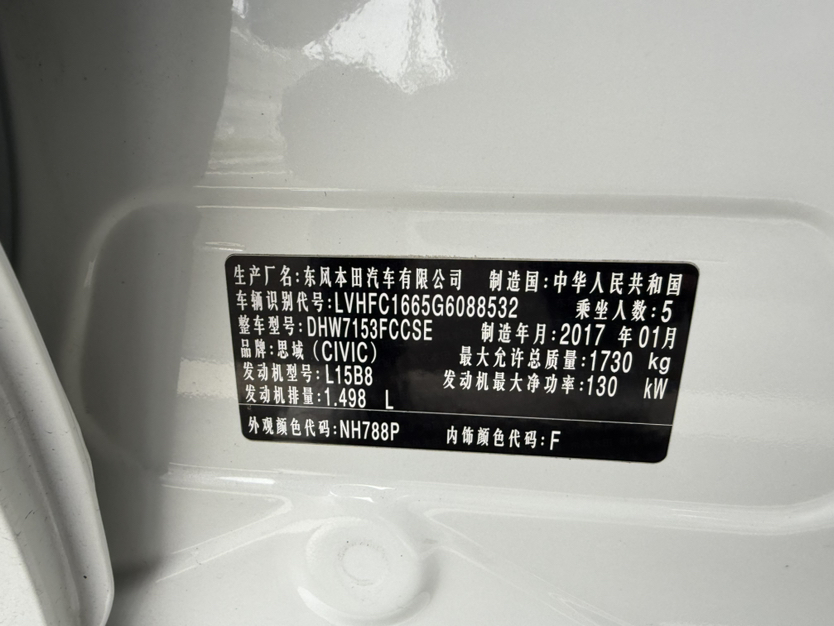 生产厂名:东风本田汽车有限公司 制造国:中华人民共和国
车辆识别代号:LVHFC1665G6088532 乘坐人数:5
整车型号:DHW7153FCCSE 制造年月:2017 年01月
品牌:思域(CIVIC) 最大允许总质量:1730 kg
发动机型号:L15B8 发动机最大净功率:130 kW
发动机排量:1.498 L
外观颜色代码:NH788P 内饰颜色代码:F